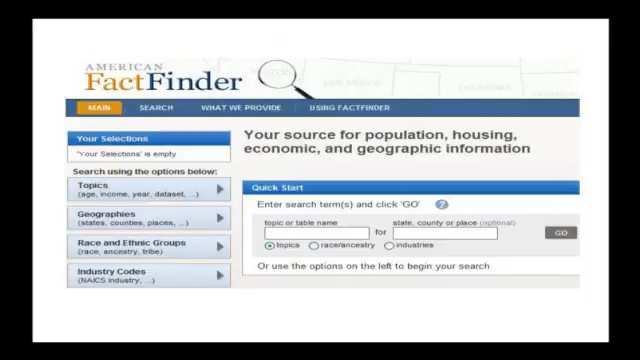 AMERICAN
FactFinder
NEW MEXICO
OKLAHOMA
MAIN SEARCH WHAT WE PROVIDE USING FACTFINDER
Your Selections
'Your Selections' is empty
Search using the options below:
Topics
(age, income, year, dataset, ...)
Geographies
(states, counties, places, ...)
Race and Ethnic Groups
(race, ancestry, tribe)
Industry Codes
(NAICS industry, ...)
Your source for population, housing,
economic, and geographic information
Quick Start
Enter search term(s) and click 'GO' ?
topic or table name state, county or place (optional)
for GO
topics race/ancestry industries
Or use the options on the left to begin your search